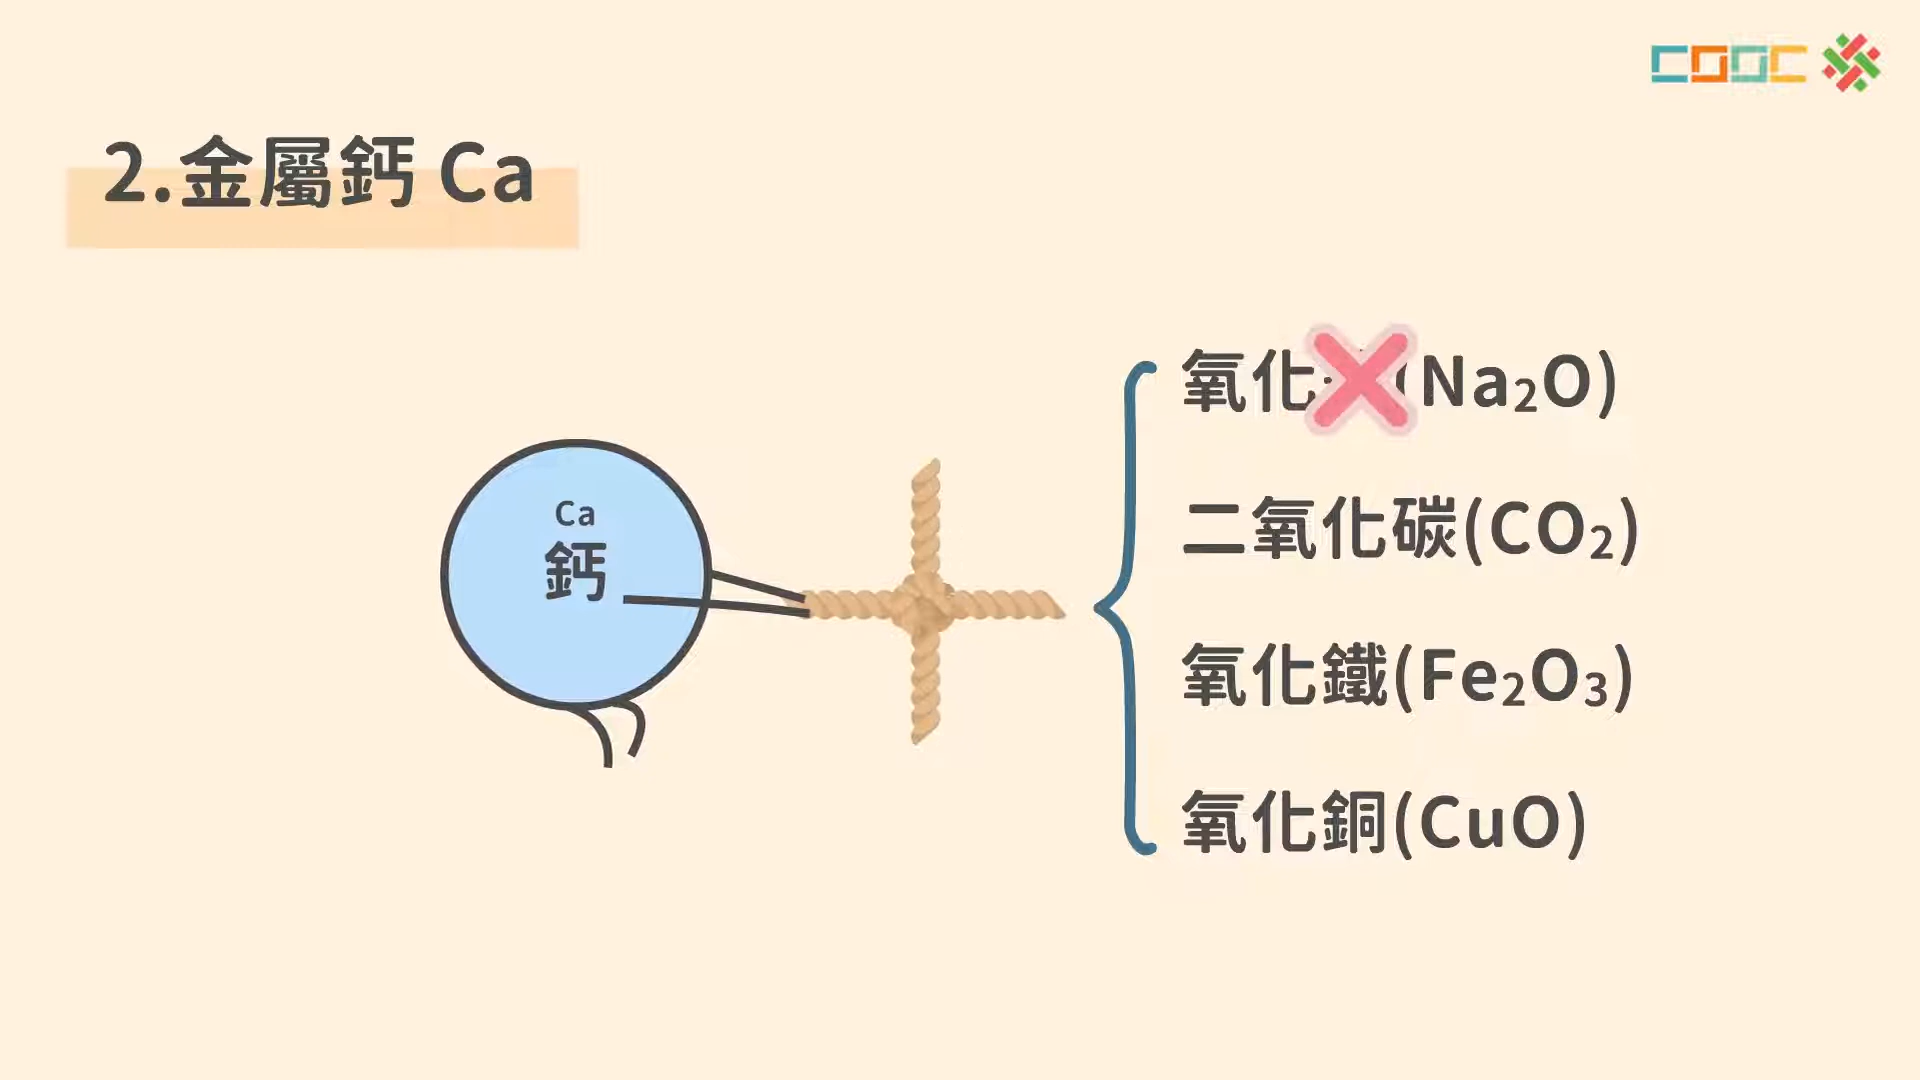 COOC
2.金屬鈣 Ca
Ca
鈣
氧化 (Na₂O)
二氧化碳(CO₂)
氧化鐵(Fe₂O₃)
氧化銅(CuO)